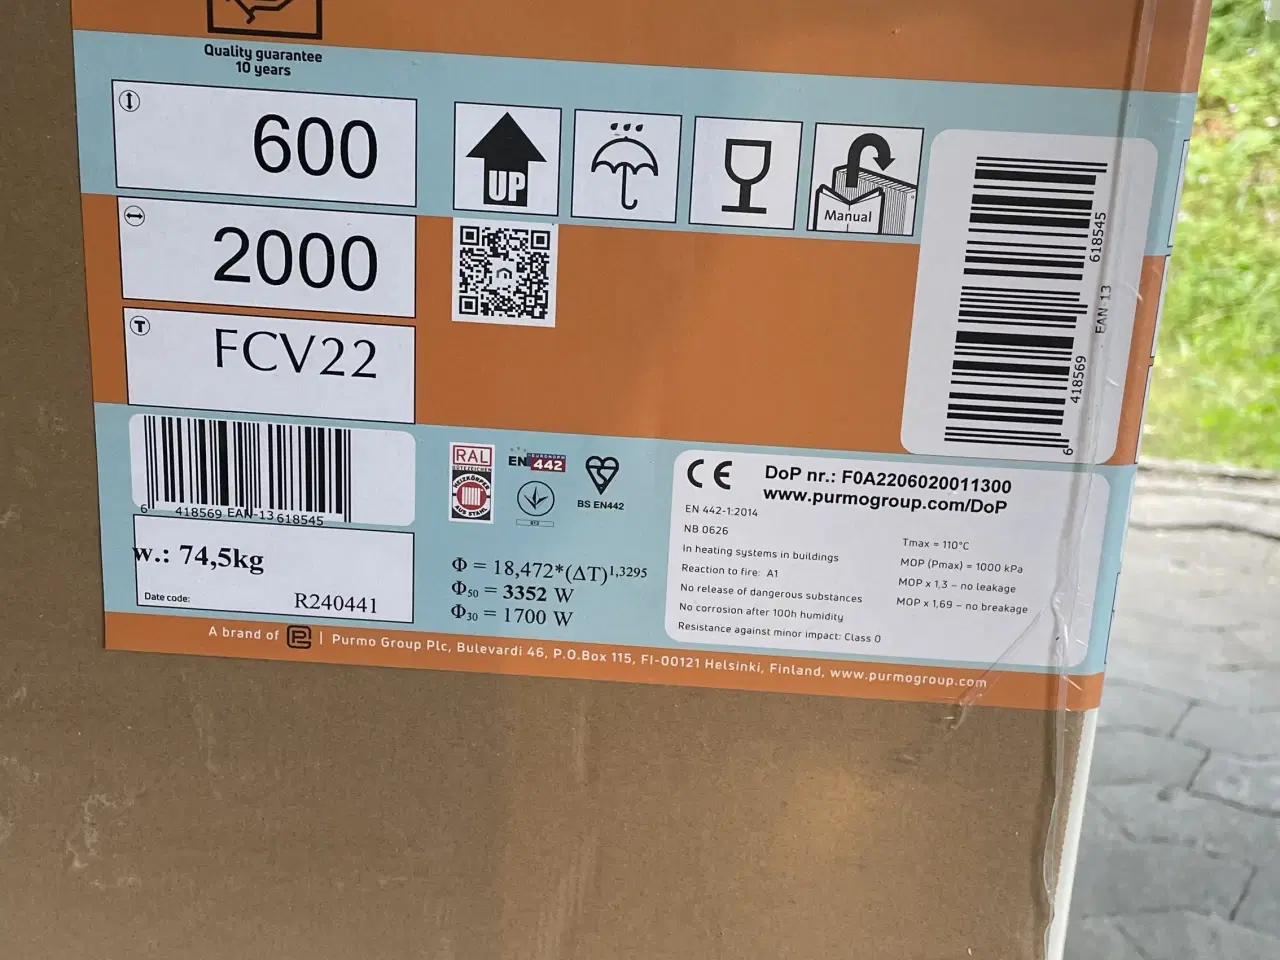 Quality guarantee
10 years
600
2000
T
FCV22
UP
Manual
6 418569 618545
EAN-13
6 418569 EAN-13 618545
w.: 74,5kg
Date code: R240441
RAL
GÜTEZEICHEN
HEIZKÖRPER
AUS STAHL
EN 442
BS EN442
Φ = 18,472*(ΔT)1,3295
Φ50 = 3352 W
Φ30 = 1700 W
CE DoP nr.: F0A2206020011300
www.purmogroup.com/DoP
EN 442-1:2014
NB 0626
In heating systems in buildings
Reaction to fire: A1
No release of dangerous substances
No corrosion after 100h humidity
Resistance against minor impact: Class 0
Tmax = 110°C
MOP (Pmax) = 1000 kPa
MOP x 1,3 – no leakage
MOP x 1,69 – no breakage
A brand of | Purmo Group Plc, Bulevardi 46, P.O.Box 115, FI-00121 Helsinki, Finland, www.purmogroup.com